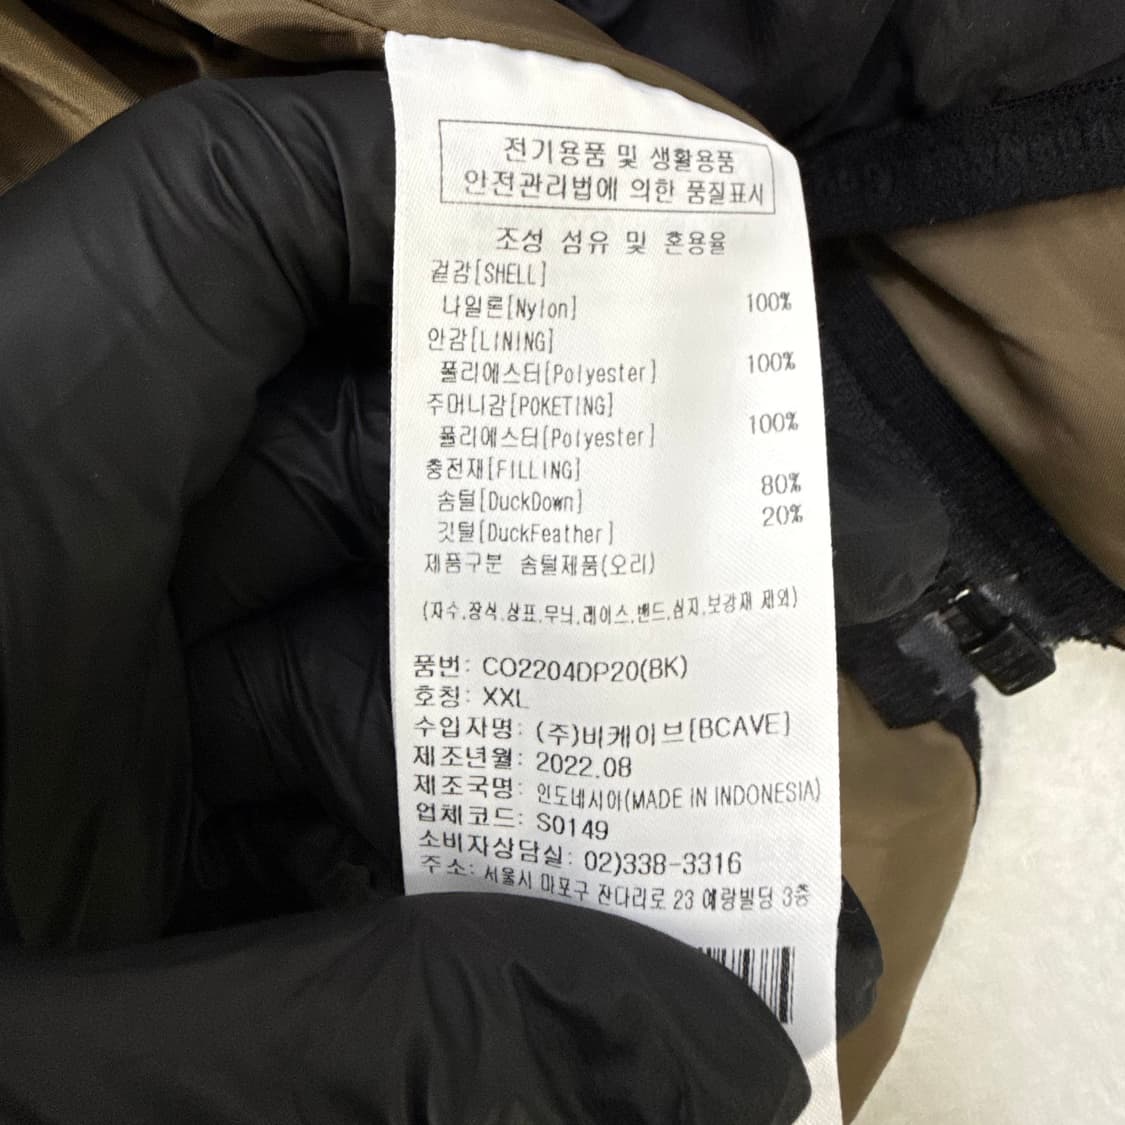 전기용품 및 생활용품
안전관리법에 의한 품질표시
조성 섬유 및 혼용율
겉감[SHELL]
나일론[Nylon] 100%
안감[LINING]
폴리에스터[Polyester] 100%
주머니감[POKETING]
폴리에스터[Polyester] 100%
충전재[FILLING]
솜털[DuckDown] 80%
깃털[DuckFeather] 20%
제품구분 솜털제품(오리)
(자수,장식,상표,무늬,레이스,밴드,심지,보강재 제외)
품번: CO2204DP20(BK)
호칭: XXL
수입자명: (주)비케이브[BCAVE]
제조년월: 2022.08
제조국명: 인도네시아(MADE IN INDONESIA)
업체코드: S0149
소비자상담실: 02)338-3316
주소: 서울시 마포구 잔다리로 23 예랑빌딩 3층